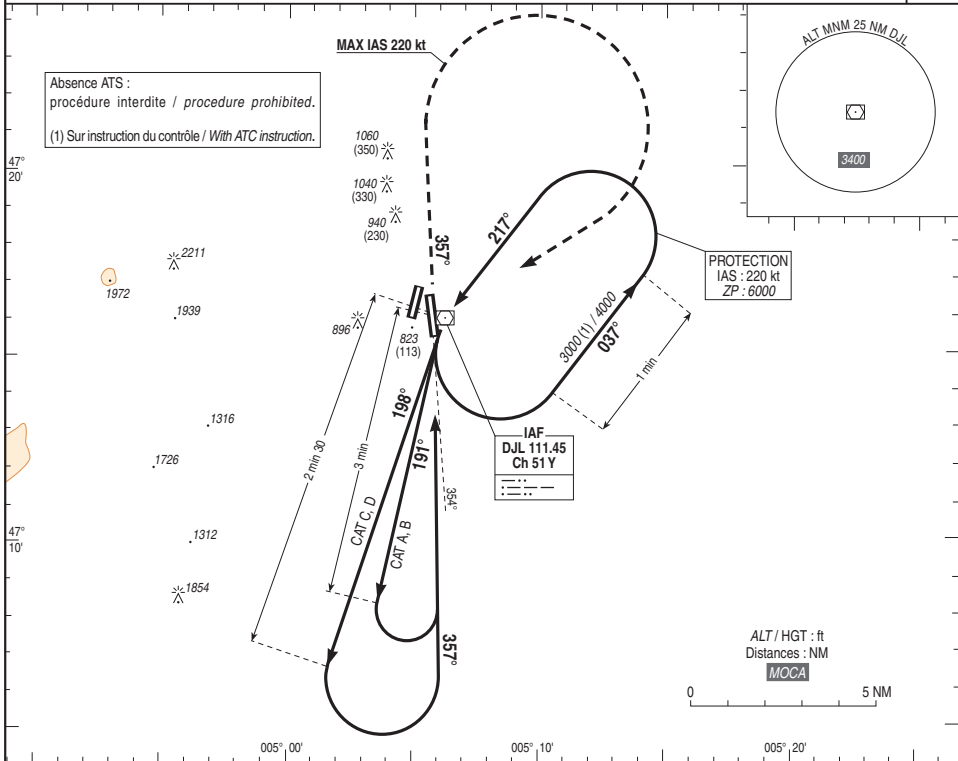 MAX IAS 220 kt
ALT MNM 25 NM DJL
3400
Absence ATS :
procédure interdite / procedure prohibited.
(1) Sur instruction du contrôle / With ATC instruction.
1060
(350)
47°
20'
1040
(330)
940
(230)
217°
357°
2211
PROTECTION
IAS : 220 kt
ZP : 6000
1972
1939
896
823
(113)
3000 (1) / 4000
037°
1 min
198°
191°
1316
2 min 30
3 min
IAF
DJL 111.45
Ch 51 Y
354°
1726
CAT C, D
CAT A, B
47°
10'
1312
1854
357°
ALT / HGT : ft
Distances : NM
MOCA
0
5 NM
005° 00'
005° 10'
005° 20'